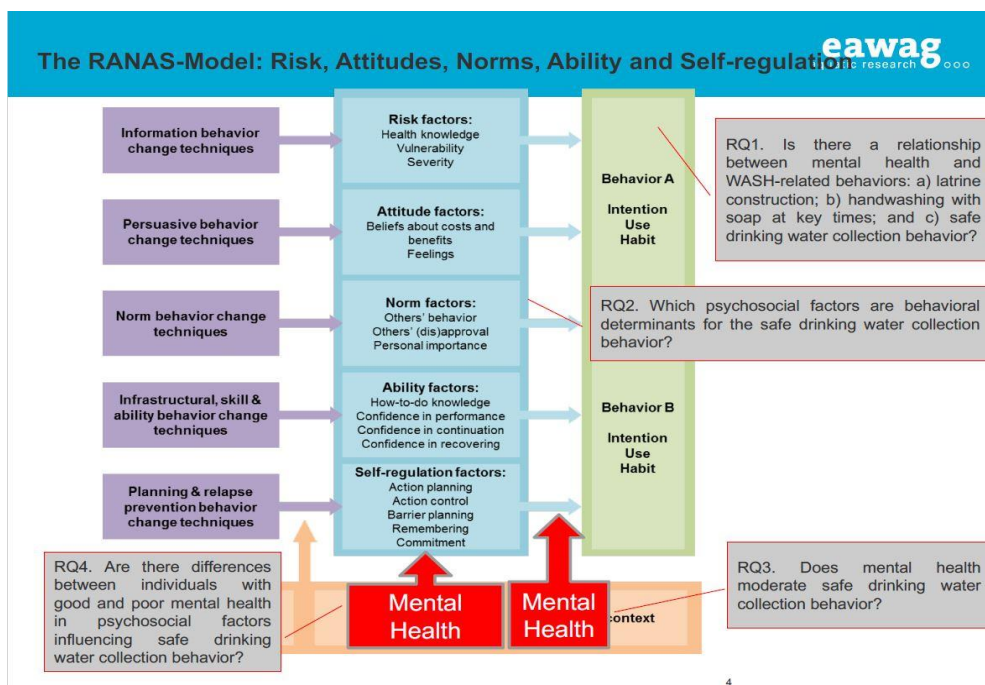 The RANAS-Model: Risk, Attitudes, Norms, Ability and Self-regulation
eawag
research
Information behavior
change techniques
Persuasive behavior
change techniques
Norm behavior change
techniques
Infrastructural, skill &
ability behavior change
techniques
Planning & relapse
prevention behavior
change techniques
Risk factors:
Health knowledge
Vulnerability
Severity
Attitude factors:
Beliefs about costs and
benefits
Feelings
Norm factors:
Others' behavior
Others' (dis)approval
Personal importance
Ability factors:
How-to-do knowledge
Confidence in performance
Confidence in continuation
Confidence in recovering
Self-regulation factors:
Action planning
Action control
Barrier planning
Remembering
Commitment
Behavior A
Intention
Use
Habit
Behavior B
Intention
Use
Habit
RQ1. Is there a relationship
between mental health and
WASH-related behaviors: a) latrine
construction; b) handwashing with
soap at key times; and c) safe
drinking water collection behavior?
RQ2. Which psychosocial factors are behavioral
determinants for the safe drinking water collection
behavior?
RQ4. Are there differences
between individuals with
good and poor mental health
in psychosocial factors
influencing safe drinking
water collection behavior?
Mental
Health
Mental
Health
context
RQ3. Does mental health
moderate safe drinking water
collection behavior?
4